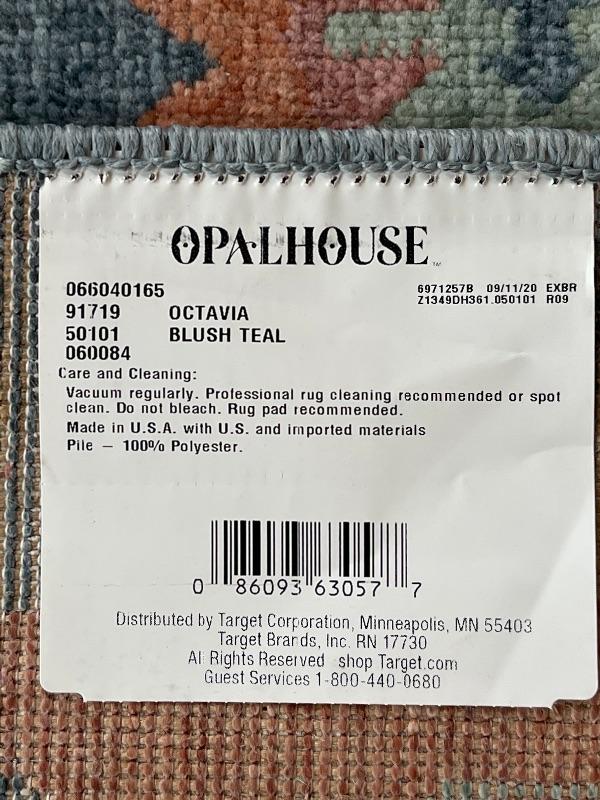 OPALHOUSE™
066040165
6971257B 09/11/20 EXBR
91719 OCTAVIA
Z1349DH361.050101 R09
50101 BLUSH TEAL
060084
Care and Cleaning:
Vacuum regularly. Professional rug cleaning recommended or spot
clean. Do not bleach. Rug pad recommended.
Made in U.S.A. with U.S. and imported materials
Pile — 100% Polyester.
0 86093 63057 7
Distributed by Target Corporation, Minneapolis, MN 55403
Target Brands, Inc. RN 17730
All Rights Reserved shop Target.com
Guest Services 1-800-440-0680